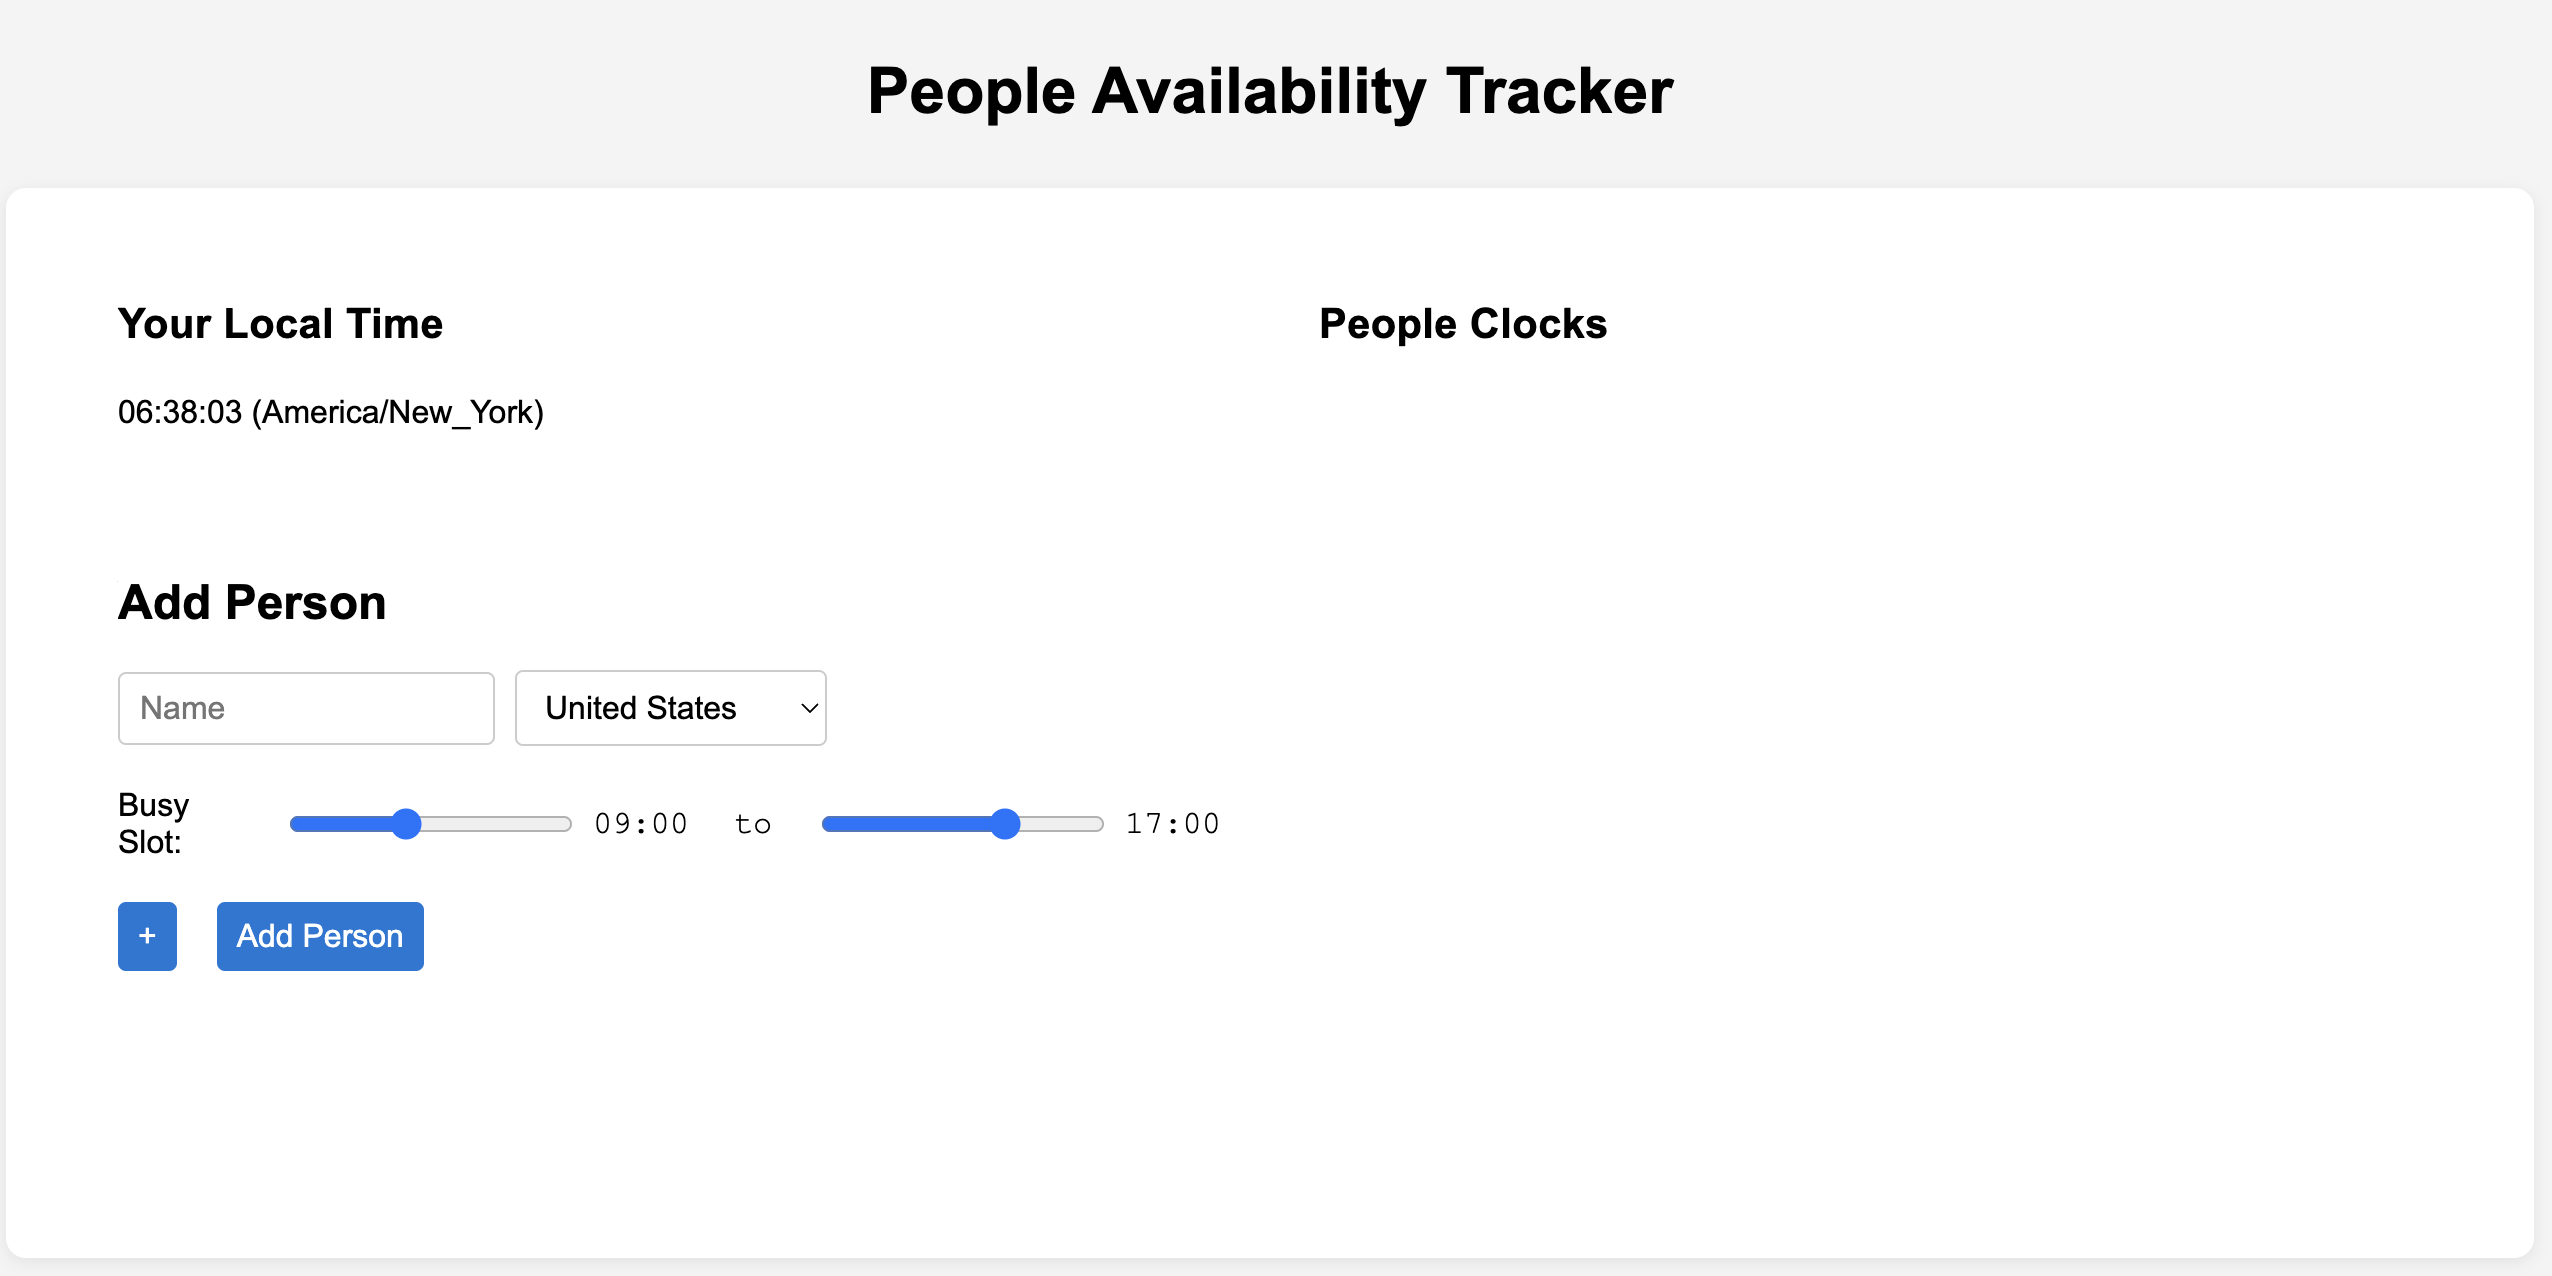 People Availability Tracker
Your Local Time
06:38:03 (America/New_York)
People Clocks
Add Person
Name
United States
Busy
Slot:
09:00 to 17:00
+
Add Person